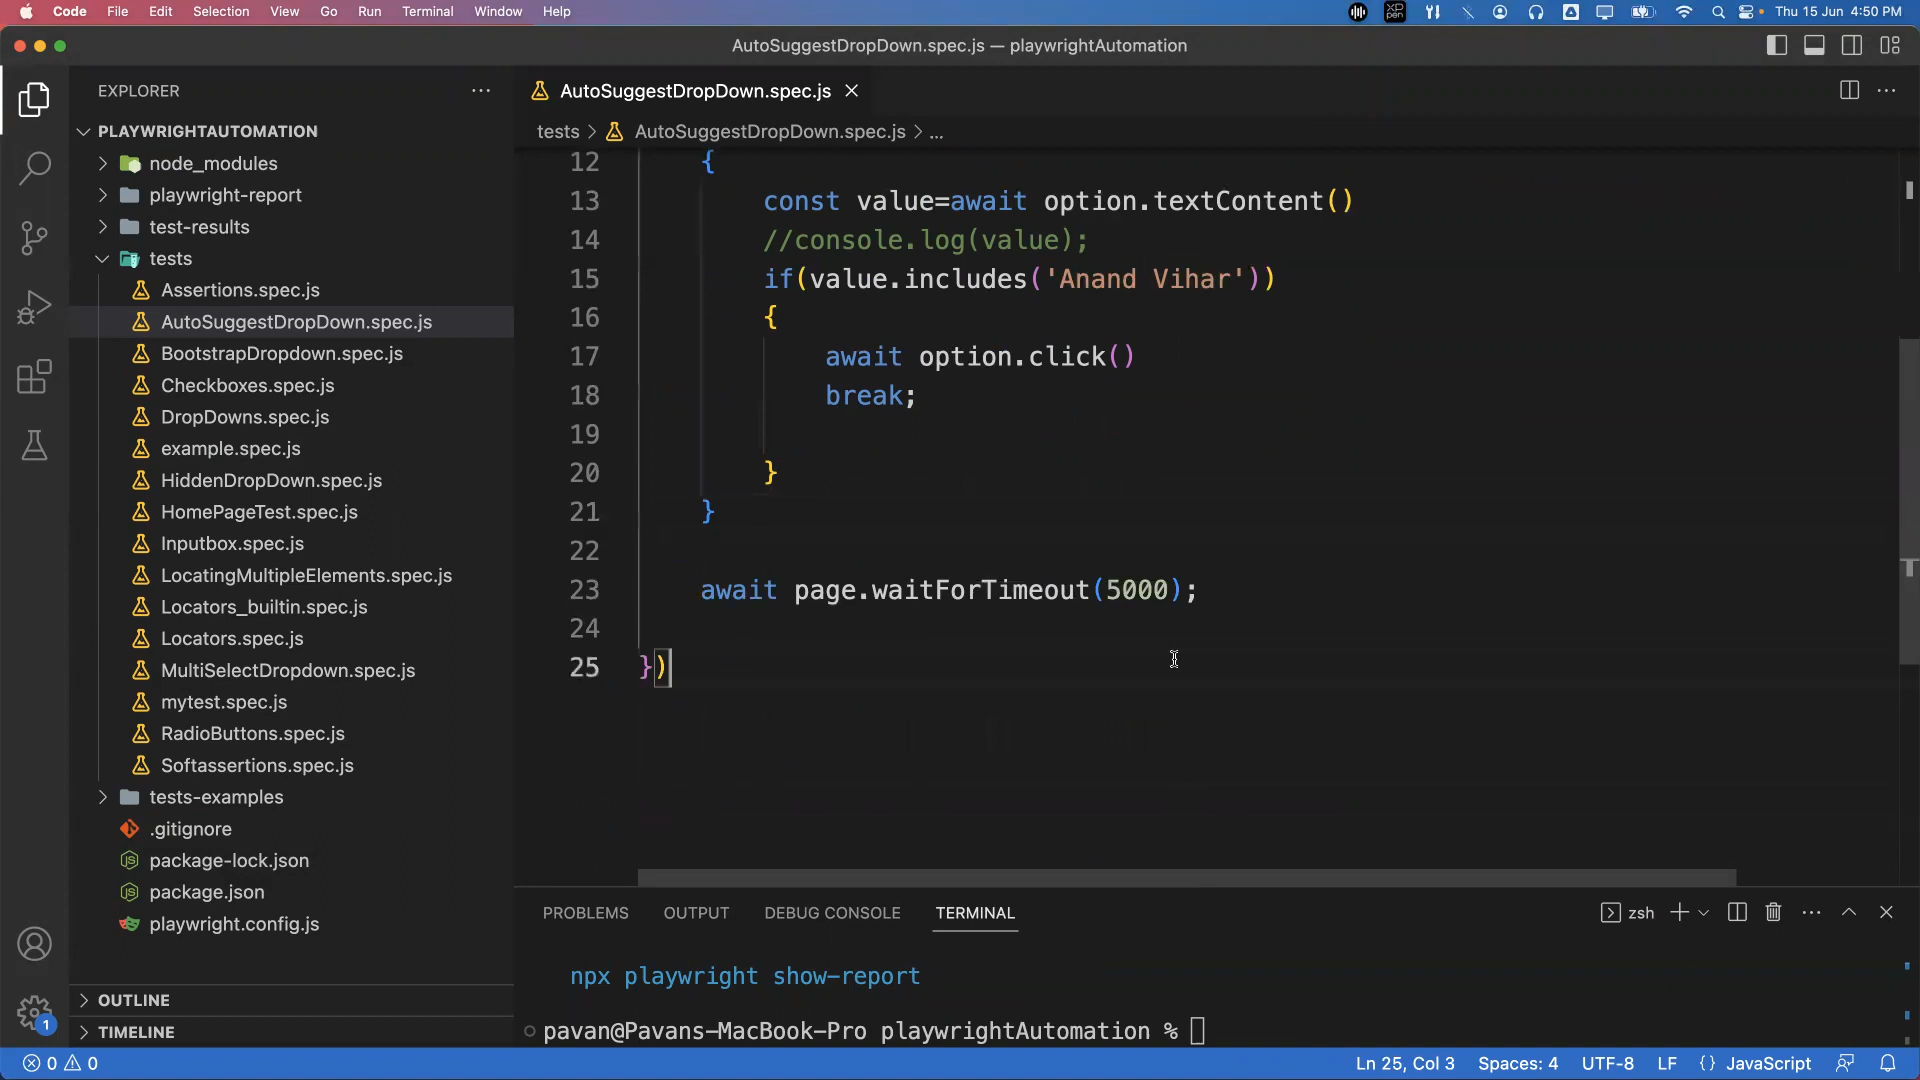 Code File Edit Selection View Go Run Terminal Window Help Thu 15 Jun 4:50 PM
AutoSuggestDropDown.spec.js — playwrightAutomation
EXPLORER
PLAYWRIGHTAUTOMATION
node_modules
playwright-report
test-results
tests
Assertions.spec.js
AutoSuggestDropDown.spec.js
BootstrapDropdown.spec.js
Checkboxes.spec.js
DropDowns.spec.js
example.spec.js
HiddenDropDown.spec.js
HomePageTest.spec.js
Inputbox.spec.js
LocatingMultipleElements.spec.js
Locators_builtin.spec.js
Locators.spec.js
MultiSelectDropdown.spec.js
mytest.spec.js
RadioButtons.spec.js
Softassertions.spec.js
tests-examples
.gitignore
package-lock.json
package.json
playwright.config.js
OUTLINE
TIMELINE
1
AutoSuggestDropDown.spec.js
tests > AutoSuggestDropDown.spec.js > ...
12 {
13 const value=await option.textContent()
14 //console.log(value);
15 if(value.includes('Anand Vihar'))
16 {
17 await option.click()
18 break;
19
20 }
21 }
22
23 await page.waitForTimeout(5000);
24
25 })
PROBLEMS OUTPUT DEBUG CONSOLE TERMINAL zsh
npx playwright show-report
pavan@Pavans-MacBook-Pro playwrightAutomation %
0 0 Ln 25, Col 3 Spaces: 4 UTF-8 LF {} JavaScript